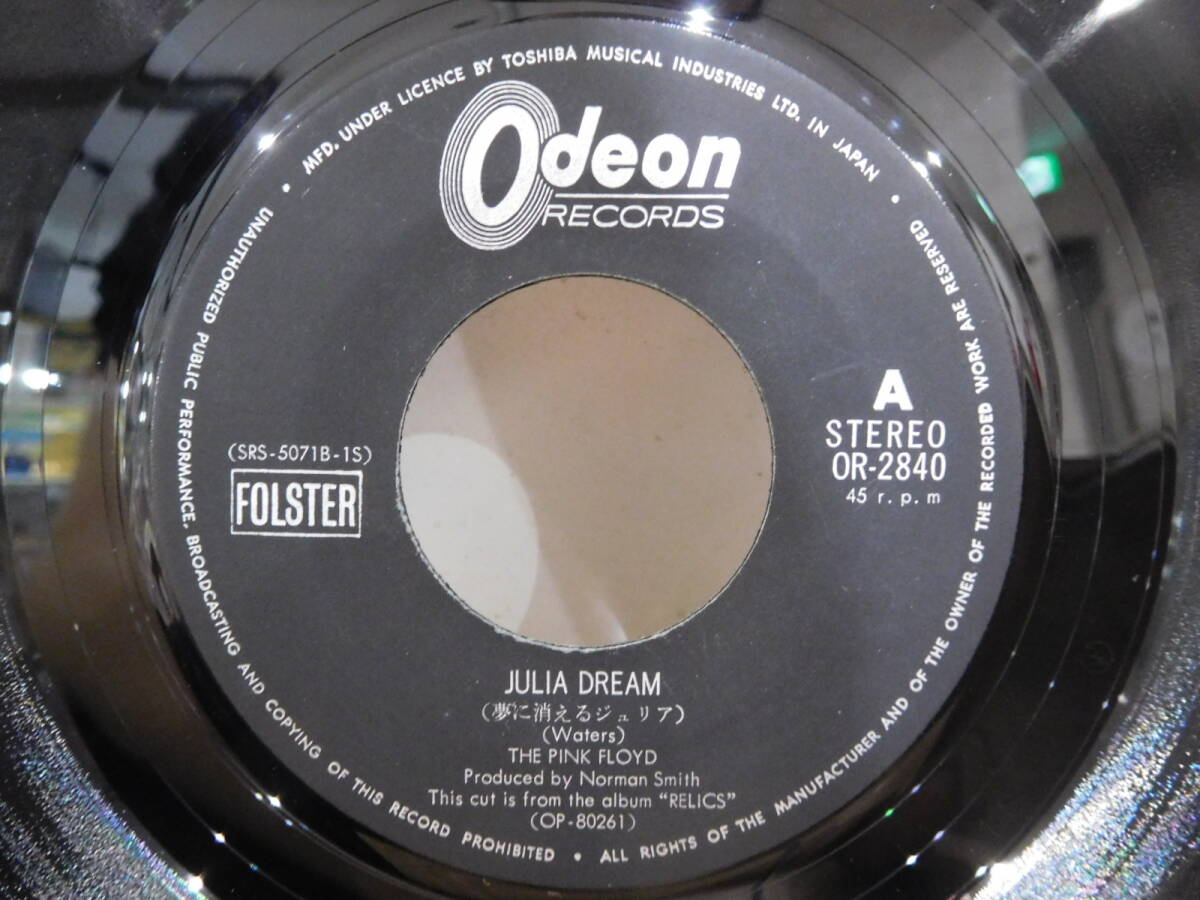 MFD. UNDER LICENCE BY TOSHIBA MUSICAL INDUSTRIES LTD. IN JAPAN
Odeon
RECORDS
A
STEREO
OR-2840
45 r.p.m
(SRS-5071B-1S)
FOLSTER
JULIA DREAM
(夢に消えるジュリア)
(Waters)
THE PINK FLOYD
Produced by Norman Smith
This cut is from the album "RELICS"
(OP-80261)
UNAUTHORIZED PUBLIC PERFORMANCE, BROADCASTING AND COPYING OF THIS RECORD PROHIBITED • ALL RIGHTS OF THE MANUFACTURER AND OF THE OWNER OF THE RECORDED WORK ARE RESERVED